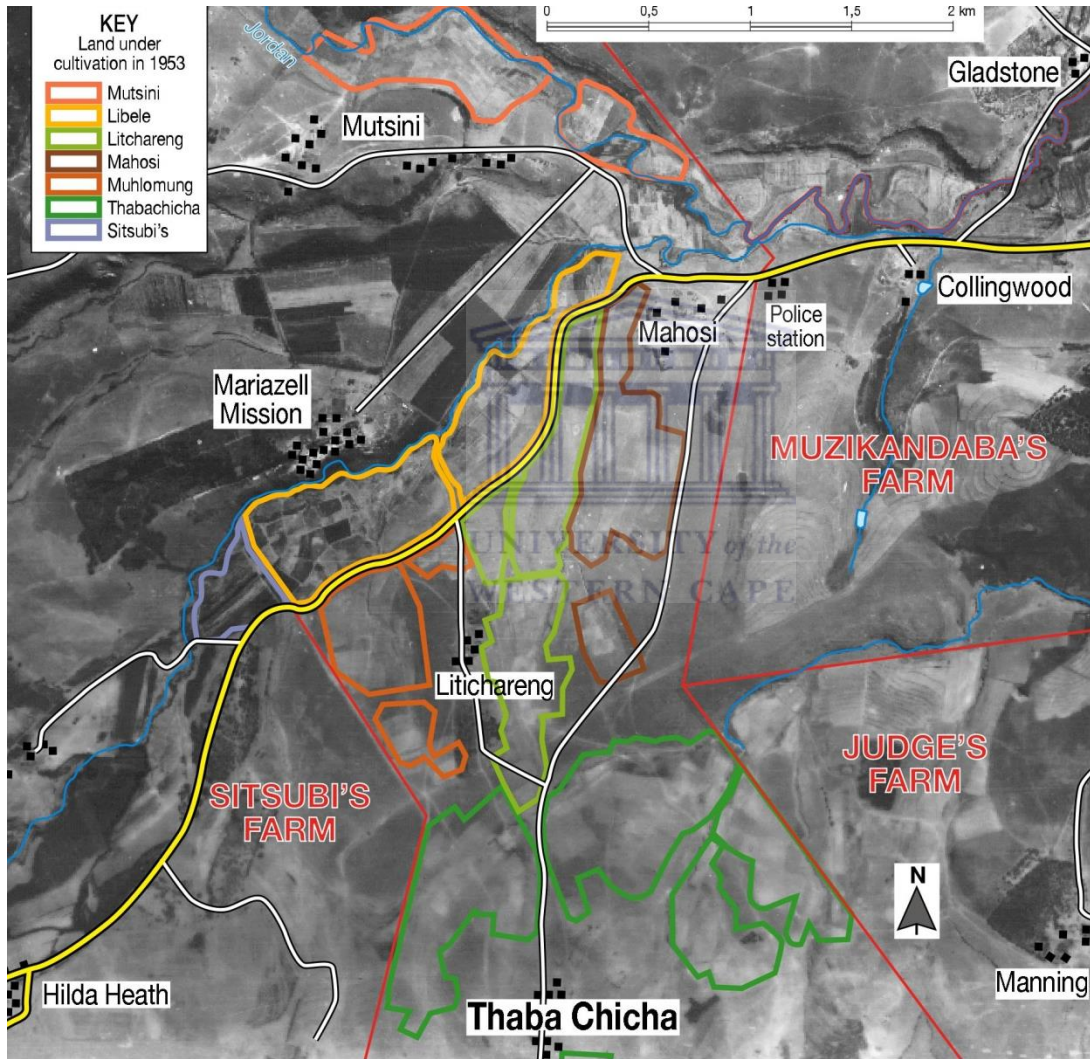 KEY
Land under
cultivation in 1953
Mutsini
Libele
Litchareng
Mahosi
Muhlomung
Thabachicha
Sitsubi's
0 0,5 1 1,5 2 km
Jordan
Gladstone
Mutsini
Collingwood
Police
station
Mahosi
Mariazell
Mission
MUZIKANDABA'S
FARM
UNIVERSITY of the
WESTERN CAPE
Litichareng
JUDGE'S
FARM
SITSUBI'S
FARM
N
Manning
Hilda Heath
Thaba Chicha